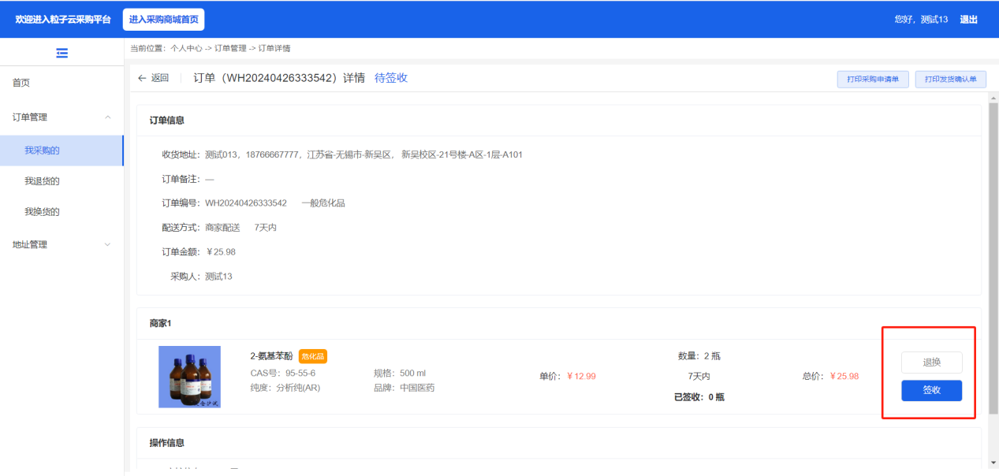 欢迎进入粒子云采购平台 进入采购商城首页 您好，测试13 退出
当前位置：个人中心 -> 订单管理 -> 订单详情
首页
订单管理
我采购的
我退货的
我换货的
地址管理
← 返回 订单（WH20240426333542）详情 待签收 打印采购申请单 打印发货确认单
订单信息
收货地址：测试013，18766667777，江苏省-无锡市-新吴区， 新吴校区-21号楼-A区-1层-A101
订单备注：—
订单编号：WH20240426333542 一般危化品
配送方式：商家配送 7天内
订单金额：￥25.98
采购人：测试13
商家1
2-氨基苯酚 危化品
CAS号：95-55-6 规格：500 ml
纯度：分析纯(AR) 品牌：中国医药
单价：￥12.99
数量：2 瓶
7天内
已签收：0 瓶
总价：￥25.98
退换
签收
操作信息